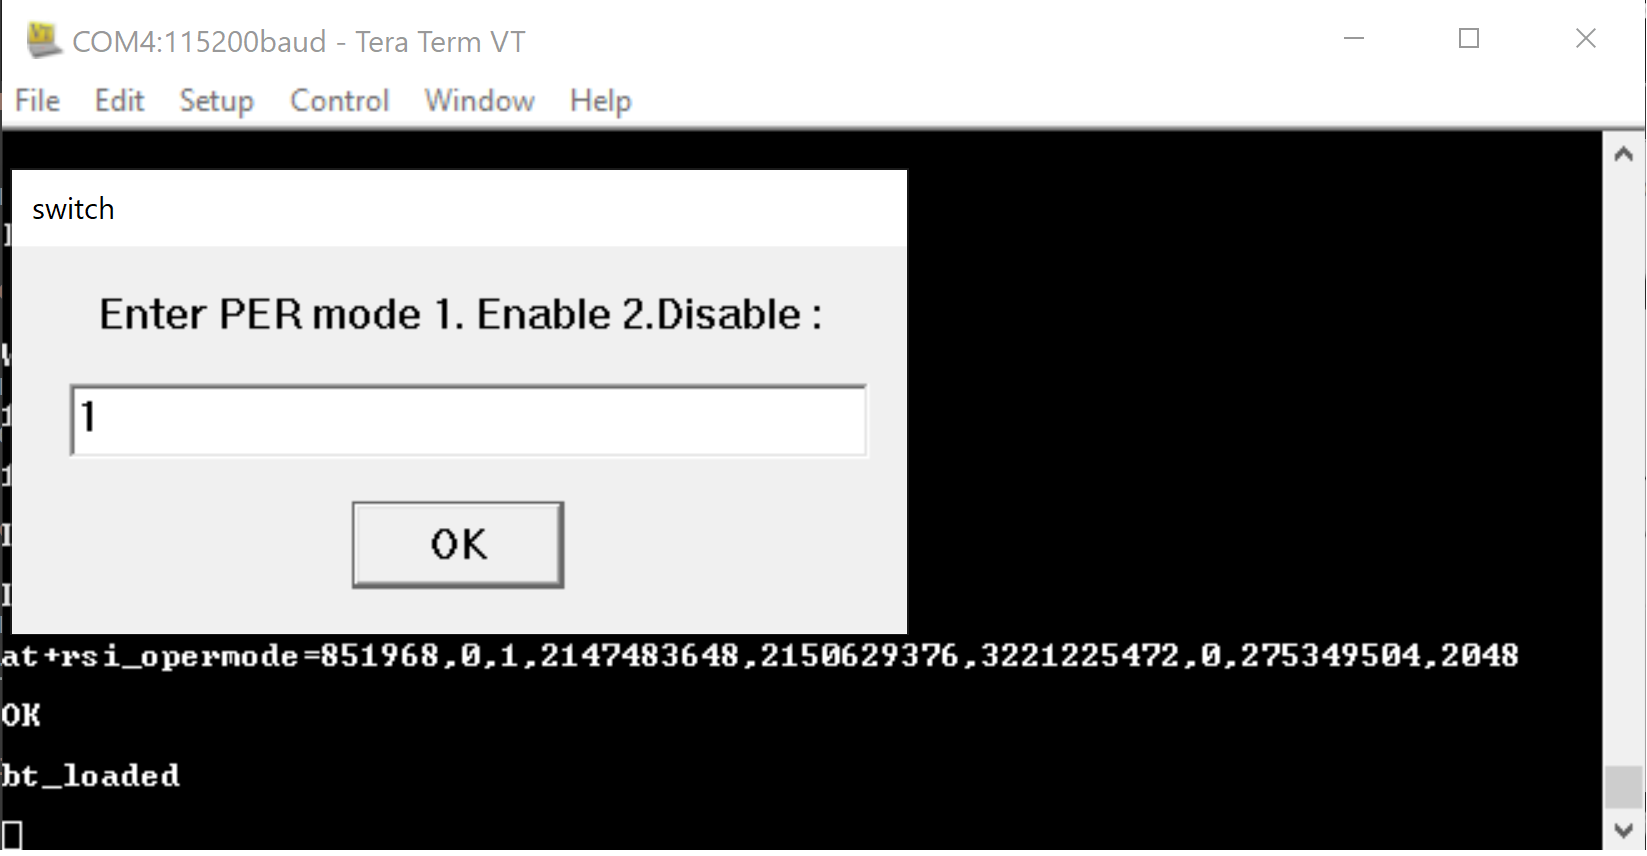 COM4:115200baud - Tera Term VT
File Edit Setup Control Window Help
switch
Enter PER mode 1. Enable 2.Disable :
1
OK
at+rsi_opermode=851968,0,1,2147483648,2150629376,3221225472,0,275349504,2048
OK
bt_loaded